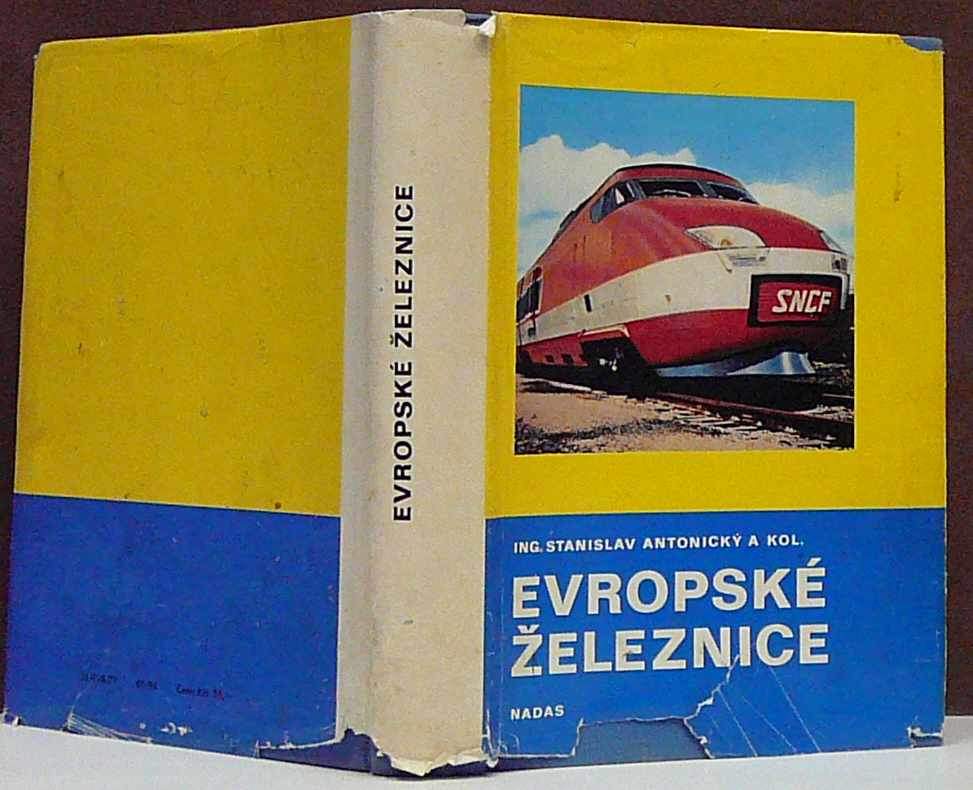 EVROPSKÉ ŽELEZNICE
SNCF
ING. STANISLAV ANTONICKÝ A KOL.
EVROPSKÉ
ŽELEZNICE
NADAS